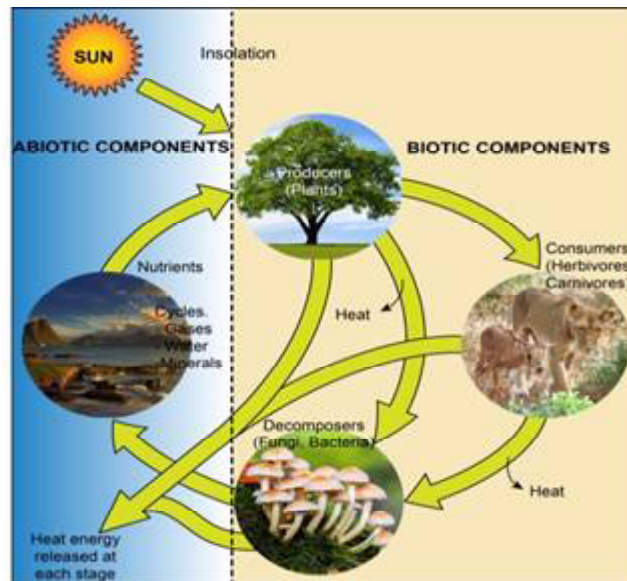 SUN
Insolation
ABIOTIC COMPONENTS
BIOTIC COMPONENTS
Producers
(Plants)
Consumers
(Herbivores
Carnivores)
Nutrients
Cycles.
Gases
Water
Minerals
Heat
Decomposers
(Fungi, Bacteria)
Heat
Heat energy
released at
each stage